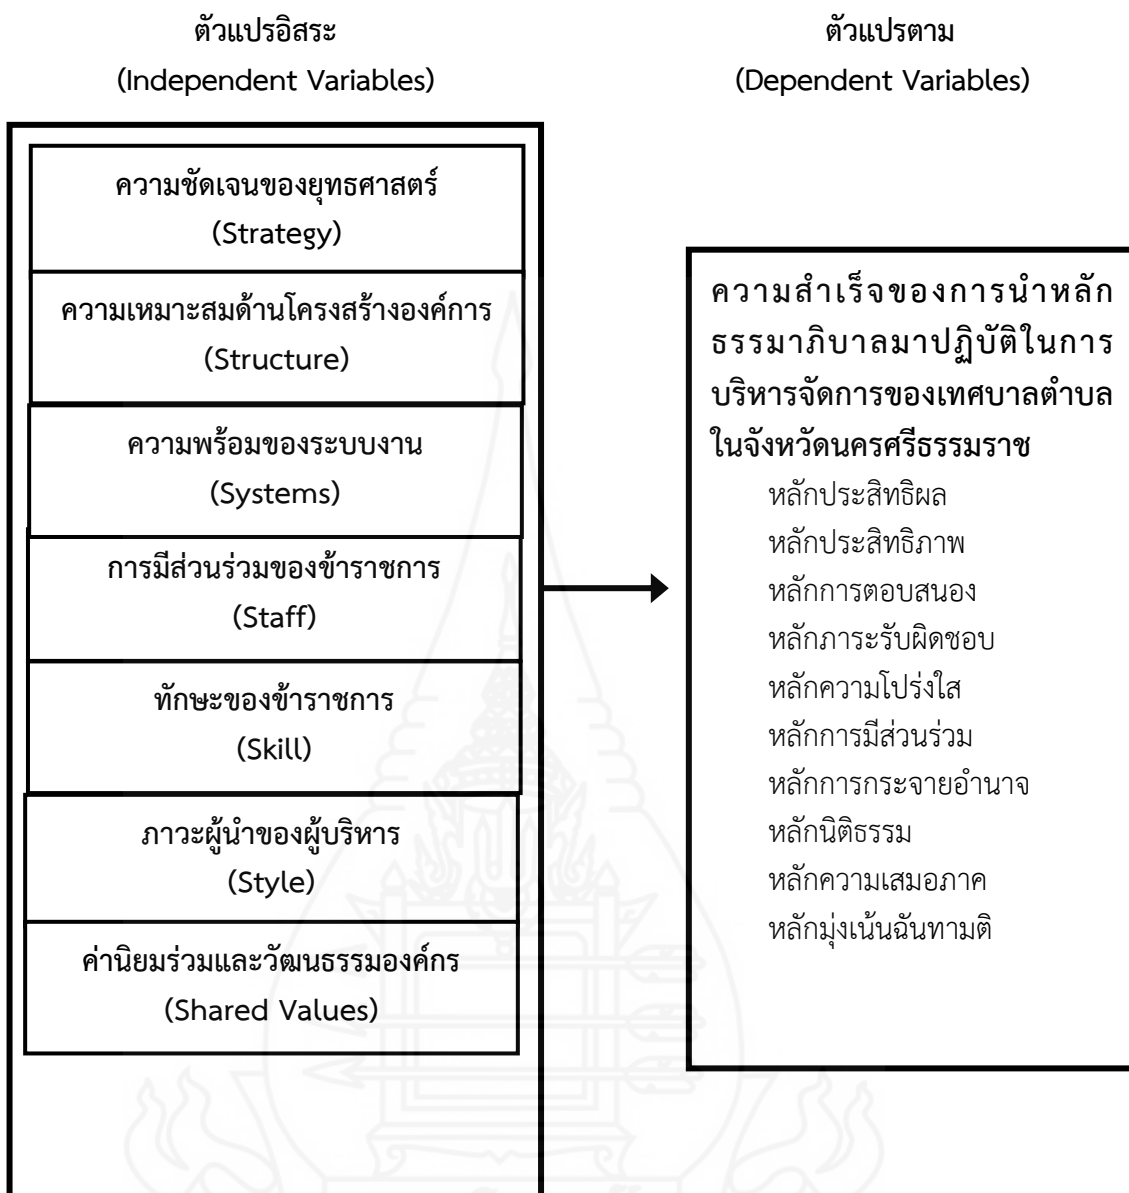 ตัวแปรอิสระ
(Independent Variables)
ตัวแปรตาม
(Dependent Variables)
ความชัดเจนของยุทธศาสตร์
(Strategy)
ความเหมาะสมด้านโครงสร้างองค์การ
(Structure)
ความพร้อมของระบบงาน
(Systems)
การมีส่วนร่วมของข้าราชการ
(Staff)
ทักษะของข้าราชการ
(Skill)
ภาวะผู้นำของผู้บริหาร
(Style)
ค่านิยมร่วมและวัฒนธรรมองค์กร
(Shared Values)
ความสำเร็จของการนำหลัก
ธรรมาภิบาลมาปฏิบัติในการ
บริหารจัดการของเทศบาลตำบล
ในจังหวัดนครศรีธรรมราช
หลักประสิทธิผล
หลักประสิทธิภาพ
หลักการตอบสนอง
หลักภาระรับผิดชอบ
หลักความโปร่งใส
หลักการมีส่วนร่วม
หลักการกระจายอำนาจ
หลักนิติธรรม
หลักความเสมอภาค
หลักมุ่งเน้นฉันทามติ